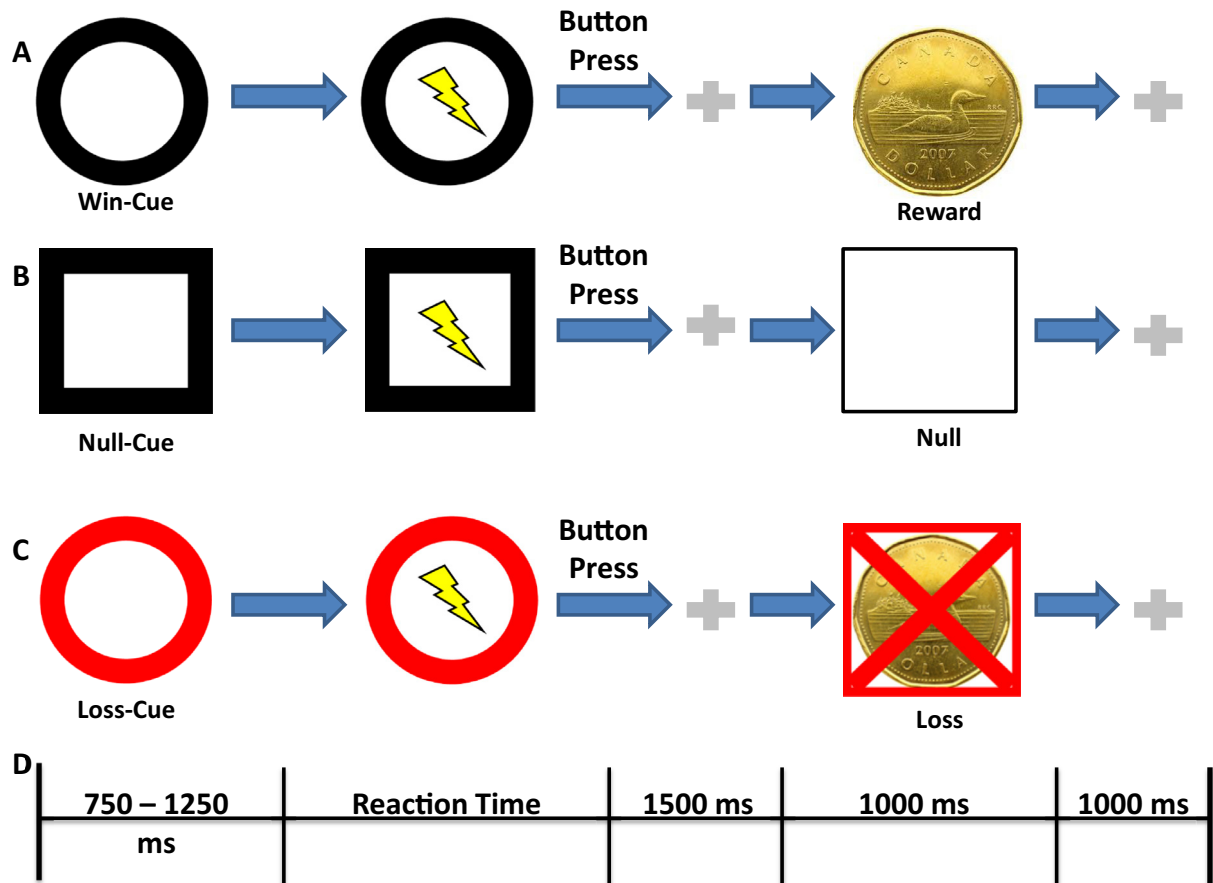 A
Button
Press
CANADA
2007
DOLLAR
Win-Cue
Reward
B
Button
Press
Null-Cue
Null
C
Button
Press
2007
Loss-Cue
Loss
D
750 – 1250
ms
Reaction Time
1500 ms
1000 ms
1000 ms